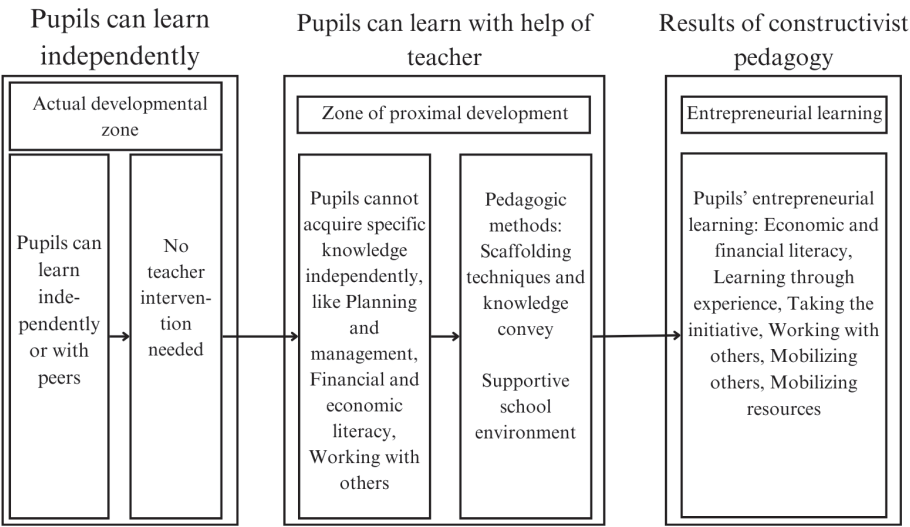 Pupils can learn
independently
Actual developmental
zone
Pupils can
learn
inde-
pendently
or with
peers
No
teacher
interven-
tion
needed
Pupils can learn with help of
teacher
Zone of proximal development
Pupils cannot
acquire specific
knowledge
independently,
like Planning
and
management,
Financial and
economic
literacy,
Working with
others
Pedagogic
methods:
Scaffolding
techniques and
knowledge
convey
Supportive
school
environment
Results of constructivist
pedagogy
Entrepreneurial learning
Pupils’ entrepreneurial
learning: Economic and
financial literacy,
Learning through
experience, Taking the
initiative, Working with
others, Mobilizing
others, Mobilizing
resources